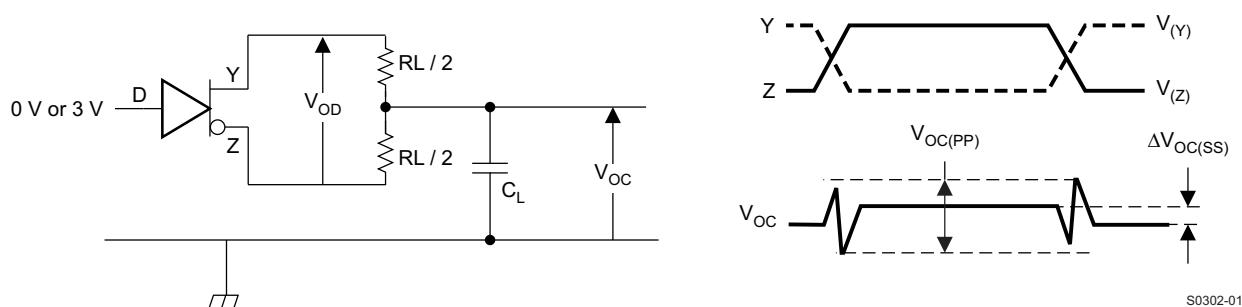 0 V or 3 V
D
Y
Z
V_OD
RL / 2
RL / 2
C_L
V_OC
Y
Z
V_(Y)
V_(Z)
V_OC(PP)
ΔV_OC(SS)
V_OC
S0302-01